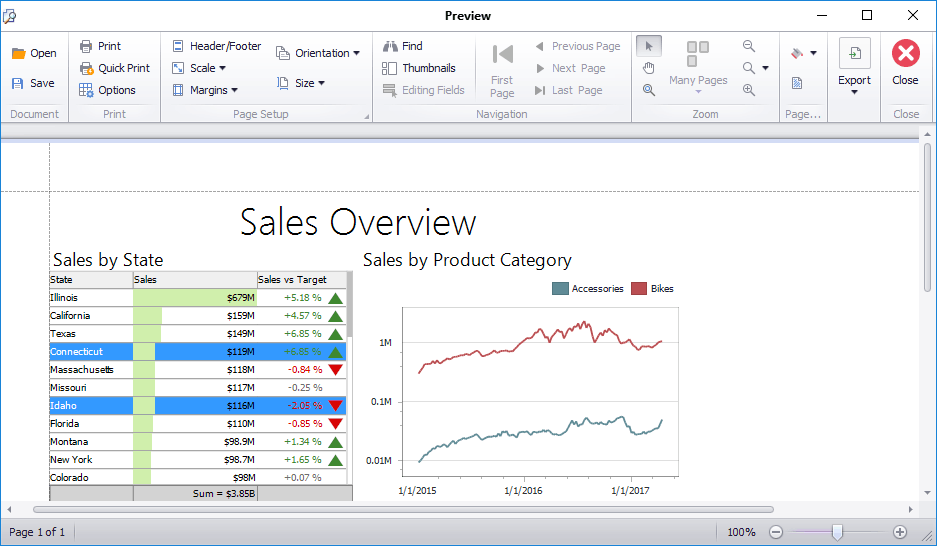 Preview
Open
Save
Document
Print
Quick Print
Options
Print
Header/Footer
Scale
Margins
Orientation
Size
Page Setup
Find
Thumbnails
Editing Fields
First
Page
Previous Page
Next Page
Last Page
Navigation
Many Pages
Zoom
Page...
Export
Close
Close
Sales Overview
Sales by State
State Sales Sales vs Target
Illinois $679M +5.18 %
California $159M +4.57 %
Texas $149M +6.85 %
Connecticut $119M +6.85 %
Massachusetts $118M -0.84 %
Missouri $117M -0.25 %
Idaho $116M -2.05 %
Florida $110M -0.85 %
Montana $98.9M +1.34 %
New York $98.7M +1.65 %
Colorado $98M +0.07 %
Sum = $3.85B
Sales by Product Category
Accessories Bikes
1M
0.1M
0.01M
1/1/2015 1/1/2016 1/1/2017
Page 1 of 1
100%